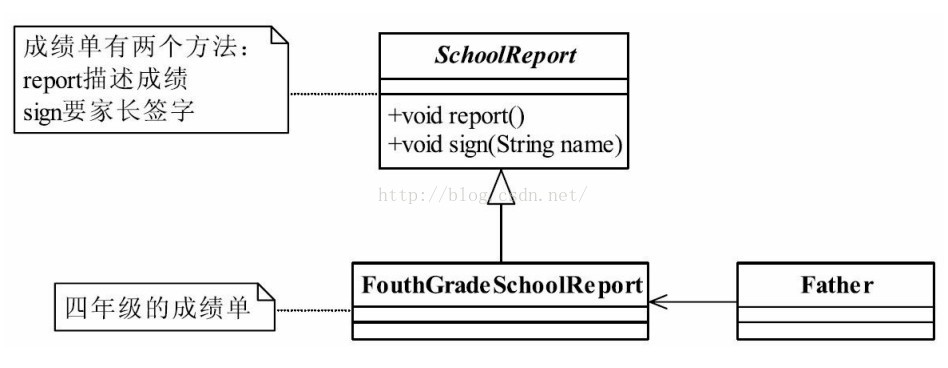 成绩单有两个方法：
report描述成绩
sign要家长签字
SchoolReport
+void report()
+void sign(String name)
http://blog.csdn.net/
FouthGradeSchoolReport
Father
四年级的成绩单